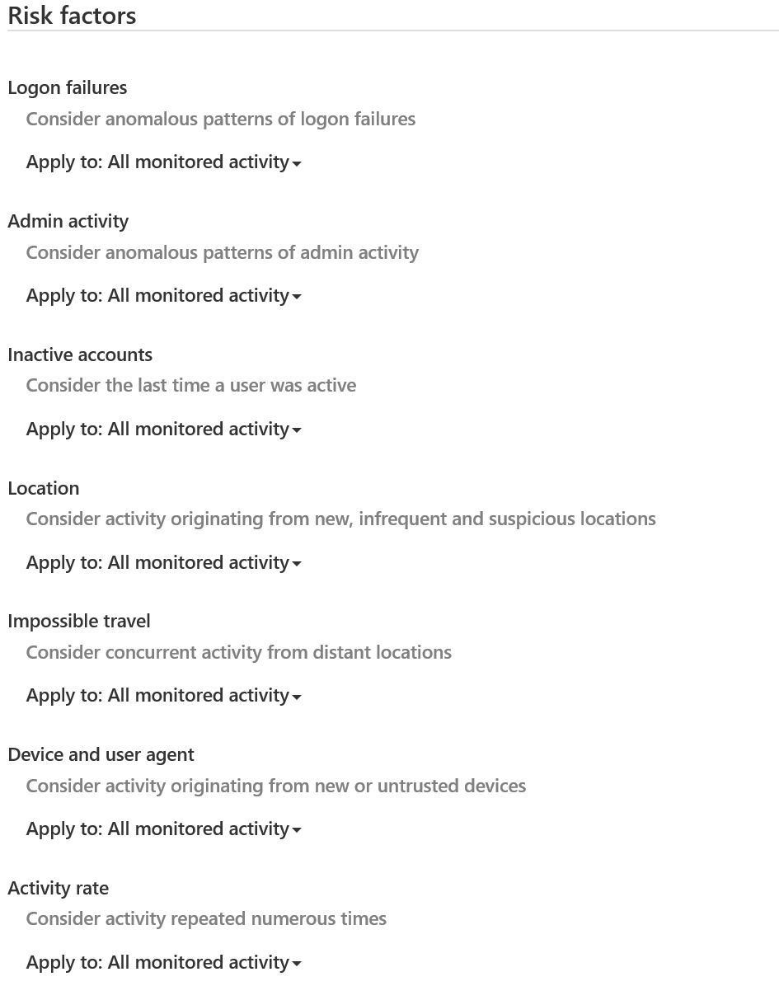 Risk factors
Logon failures
Consider anomalous patterns of logon failures
Apply to: All monitored activity
Admin activity
Consider anomalous patterns of admin activity
Apply to: All monitored activity
Inactive accounts
Consider the last time a user was active
Apply to: All monitored activity
Location
Consider activity originating from new, infrequent and suspicious locations
Apply to: All monitored activity
Impossible travel
Consider concurrent activity from distant locations
Apply to: All monitored activity
Device and user agent
Consider activity originating from new or untrusted devices
Apply to: All monitored activity
Activity rate
Consider activity repeated numerous times
Apply to: All monitored activity